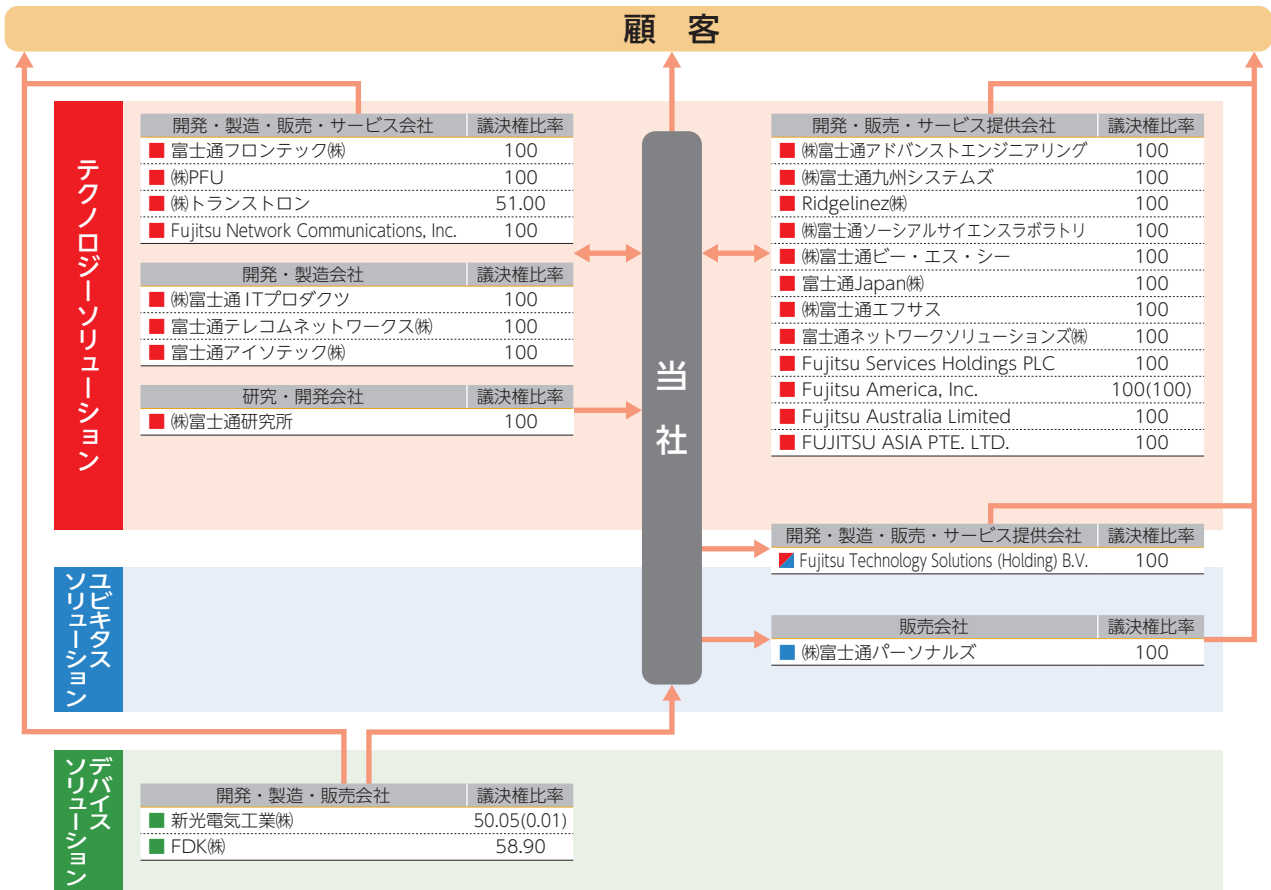 顧 客
テクノロジーソリューション
開発・製造・販売・サービス会社 議決権比率
富士通フロンテック㈱ 100
㈱PFU 100
㈱トランストロン 51.00
Fujitsu Network Communications, Inc. 100
開発・製造会社 議決権比率
㈱富士通ITプロダクツ 100
富士通テレコムネットワークス㈱ 100
富士通アイソテック㈱ 100
研究・開発会社 議決権比率
㈱富士通研究所 100
当社
開発・販売・サービス提供会社 議決権比率
㈱富士通アドバンストエンジニアリング 100
㈱富士通九州システムズ 100
Ridgelinez㈱ 100
㈱富士通ソーシアルサイエンスラボラトリ 100
㈱富士通ビー・エス・シー 100
富士通Japan㈱ 100
㈱富士通エフサス 100
富士通ネットワークソリューションズ㈱ 100
Fujitsu Services Holdings PLC 100
Fujitsu America, Inc. 100(100)
Fujitsu Australia Limited 100
FUJITSU ASIA PTE. LTD. 100
開発・製造・販売・サービス提供会社 議決権比率
Fujitsu Technology Solutions (Holding) B.V. 100
ユビキタス
ソリューション
販売会社 議決権比率
㈱富士通パーソナルズ 100
デバイス
ソリューション
開発・製造・販売会社 議決権比率
新光電気工業㈱ 50.05(0.01)
FDK㈱ 58.90